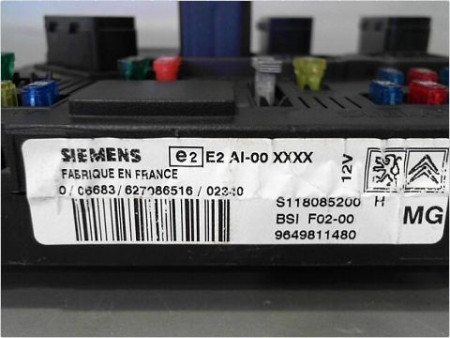 SIEMENS e2 E2 AI-00 XXXX
FABRIQUE EN FRANCE
12V
S118085200 H
BSI F02-00
9649811480
MG